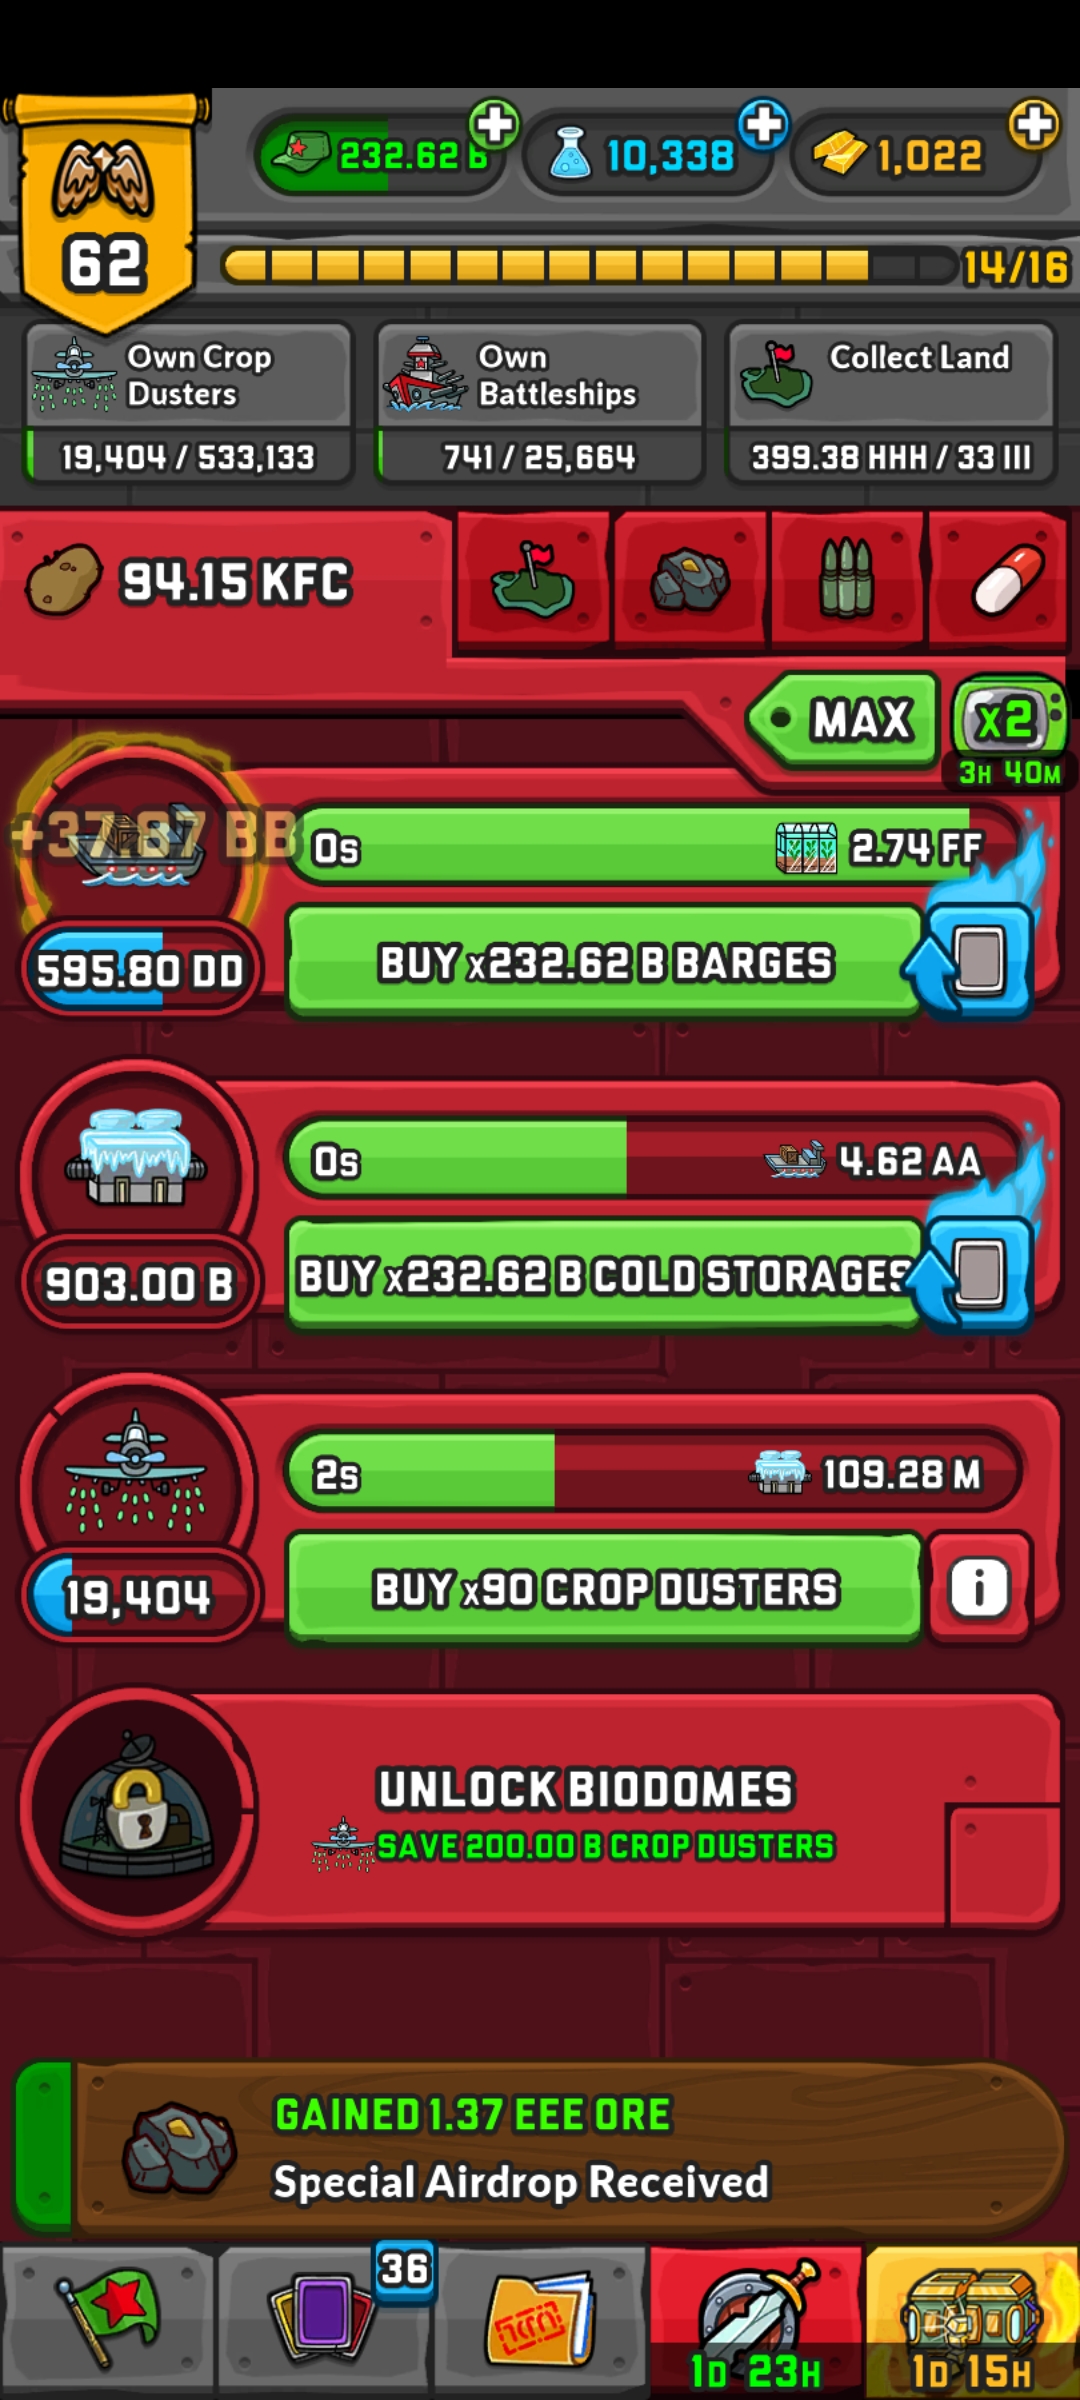 232.62 B
10,338
1,022
62
14/16
Own Crop
Dusters
19,404 / 533,133
Own
Battleships
741 / 25,664
Collect Land
399.38 HHH / 33 III
94.15 KFC
MAX
x2
3H 40M
+37.87 BB
0s
2.74 FF
595.80 DD
BUY x232.62 B BARGES
0s
4.62 AA
903.00 B
BUY x232.62 B COLD STORAGES
2s
109.28 M
19,404
BUY x90 CROP DUSTERS
i
UNLOCK BIODOMES
SAVE 200.00 B CROP DUSTERS
GAINED 1.37 EEE ORE
Special Airdrop Received
36
1D 23H
1D 15H